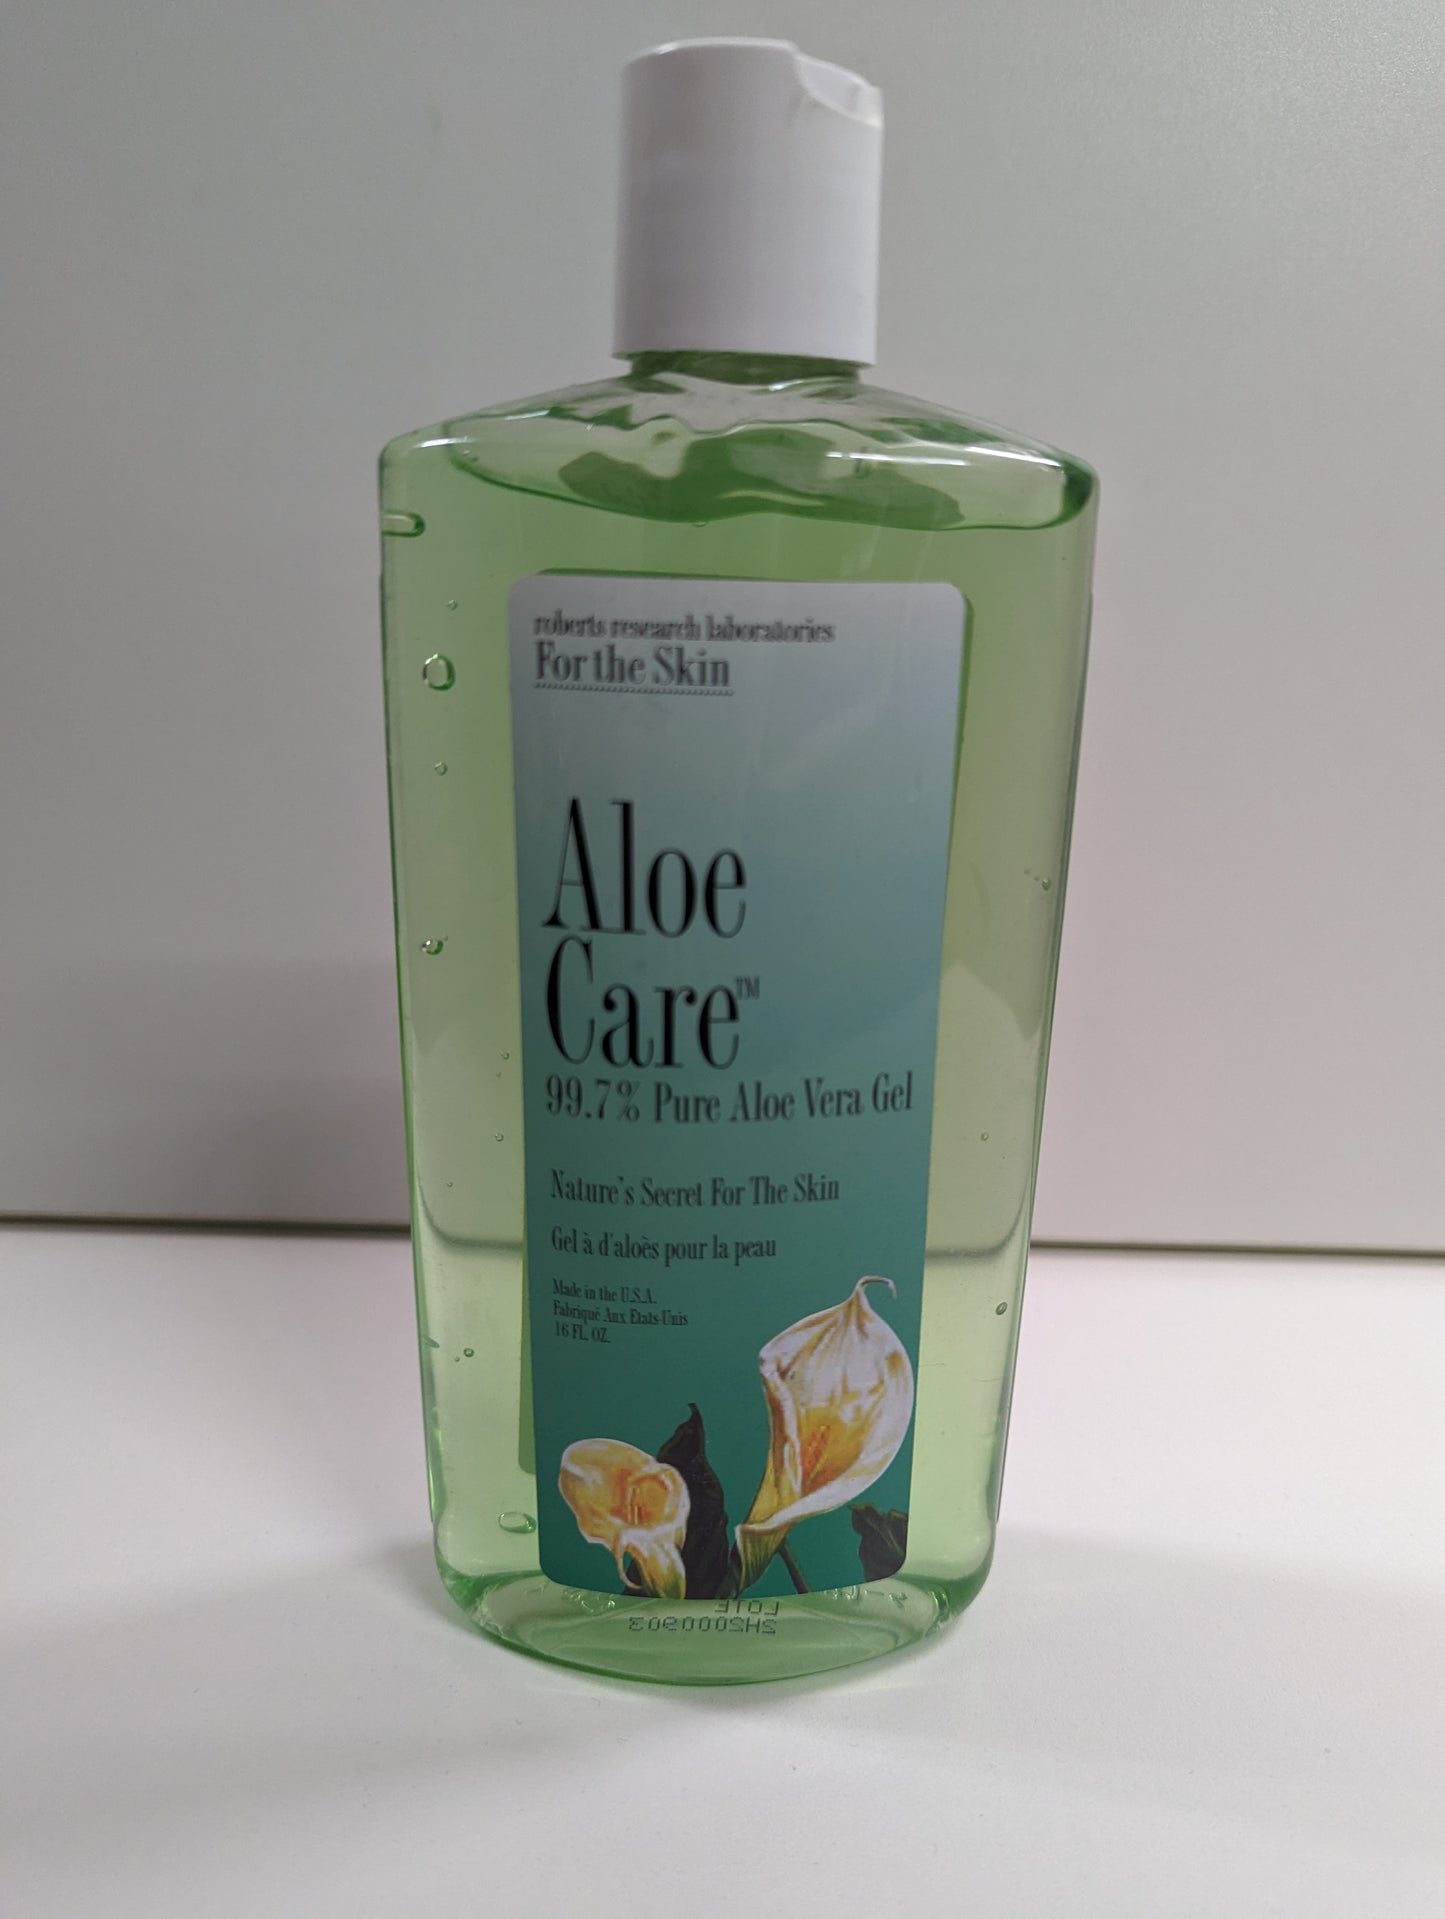 roberts research laboratories
For the Skin
Aloe
Care™
99.7% Pure Aloe Vera Gel
Nature's Secret For The Skin
Gel à d'aloès pour la peau
Made in the U.S.A.
Fabriqué Aux Etats-Unis
16 FL. OZ.